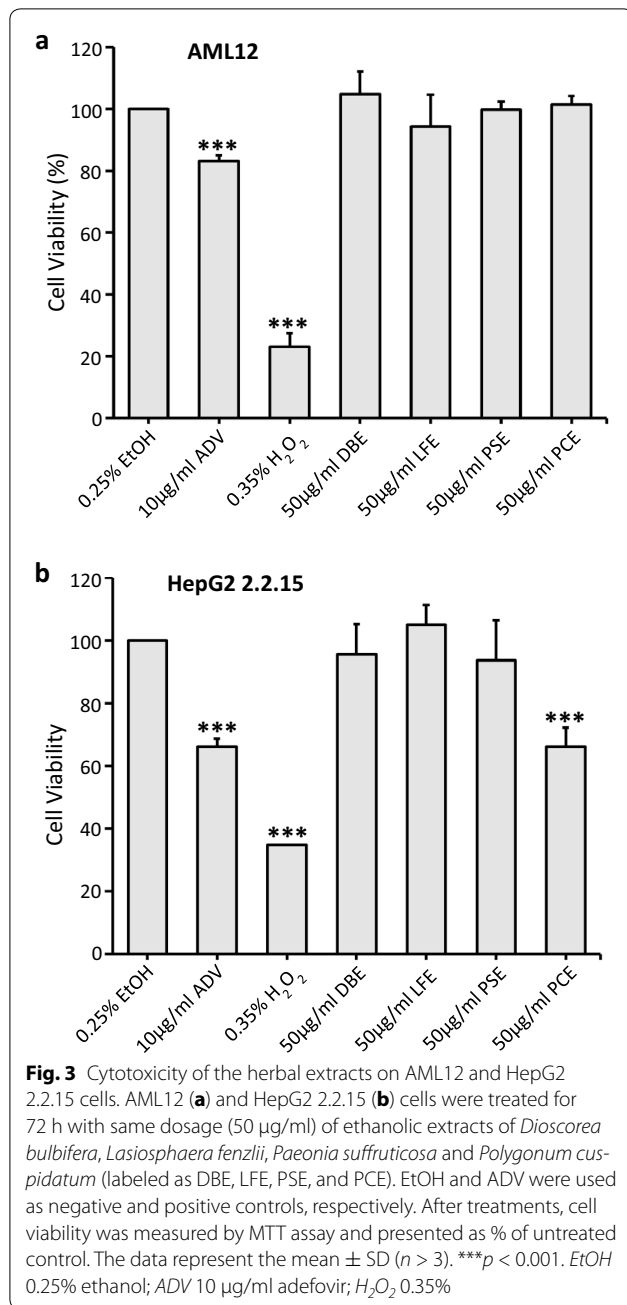 a
AML12
120
100
80
60
40
20
0
Cell Viability (%)
***
***
0.25% EtOH
10µg/ml ADV
0.35% H₂O₂
50µg/ml DBE
50µg/ml LFE
50µg/ml PSE
50µg/ml PCE
b
HepG2 2.2.15
120
100
80
60
40
20
0
Cell Viability
***
***
***
0.25% EtOH
10µg/ml ADV
0.35% H₂O₂
50µg/ml DBE
50µg/ml LFE
50µg/ml PSE
50µg/ml PCE
Fig. 3 Cytotoxicity of the herbal extracts on AML12 and HepG2
2.2.15 cells. AML12 (a) and HepG2 2.2.15 (b) cells were treated for
72 h with same dosage (50 µg/ml) of ethanolic extracts of Dioscorea
bulbifera, Lasiosphaera fenzlii, Paeonia suffruticosa and Polygonum cus-
pidatum (labeled as DBE, LFE, PSE, and PCE). EtOH and ADV were used
as negative and positive controls, respectively. After treatments, cell
viability was measured by MTT assay and presented as % of untreated
control. The data represent the mean ± SD (n > 3). ***p < 0.001. EtOH
0.25% ethanol; ADV 10 µg/ml adefovir; H₂O₂ 0.35%